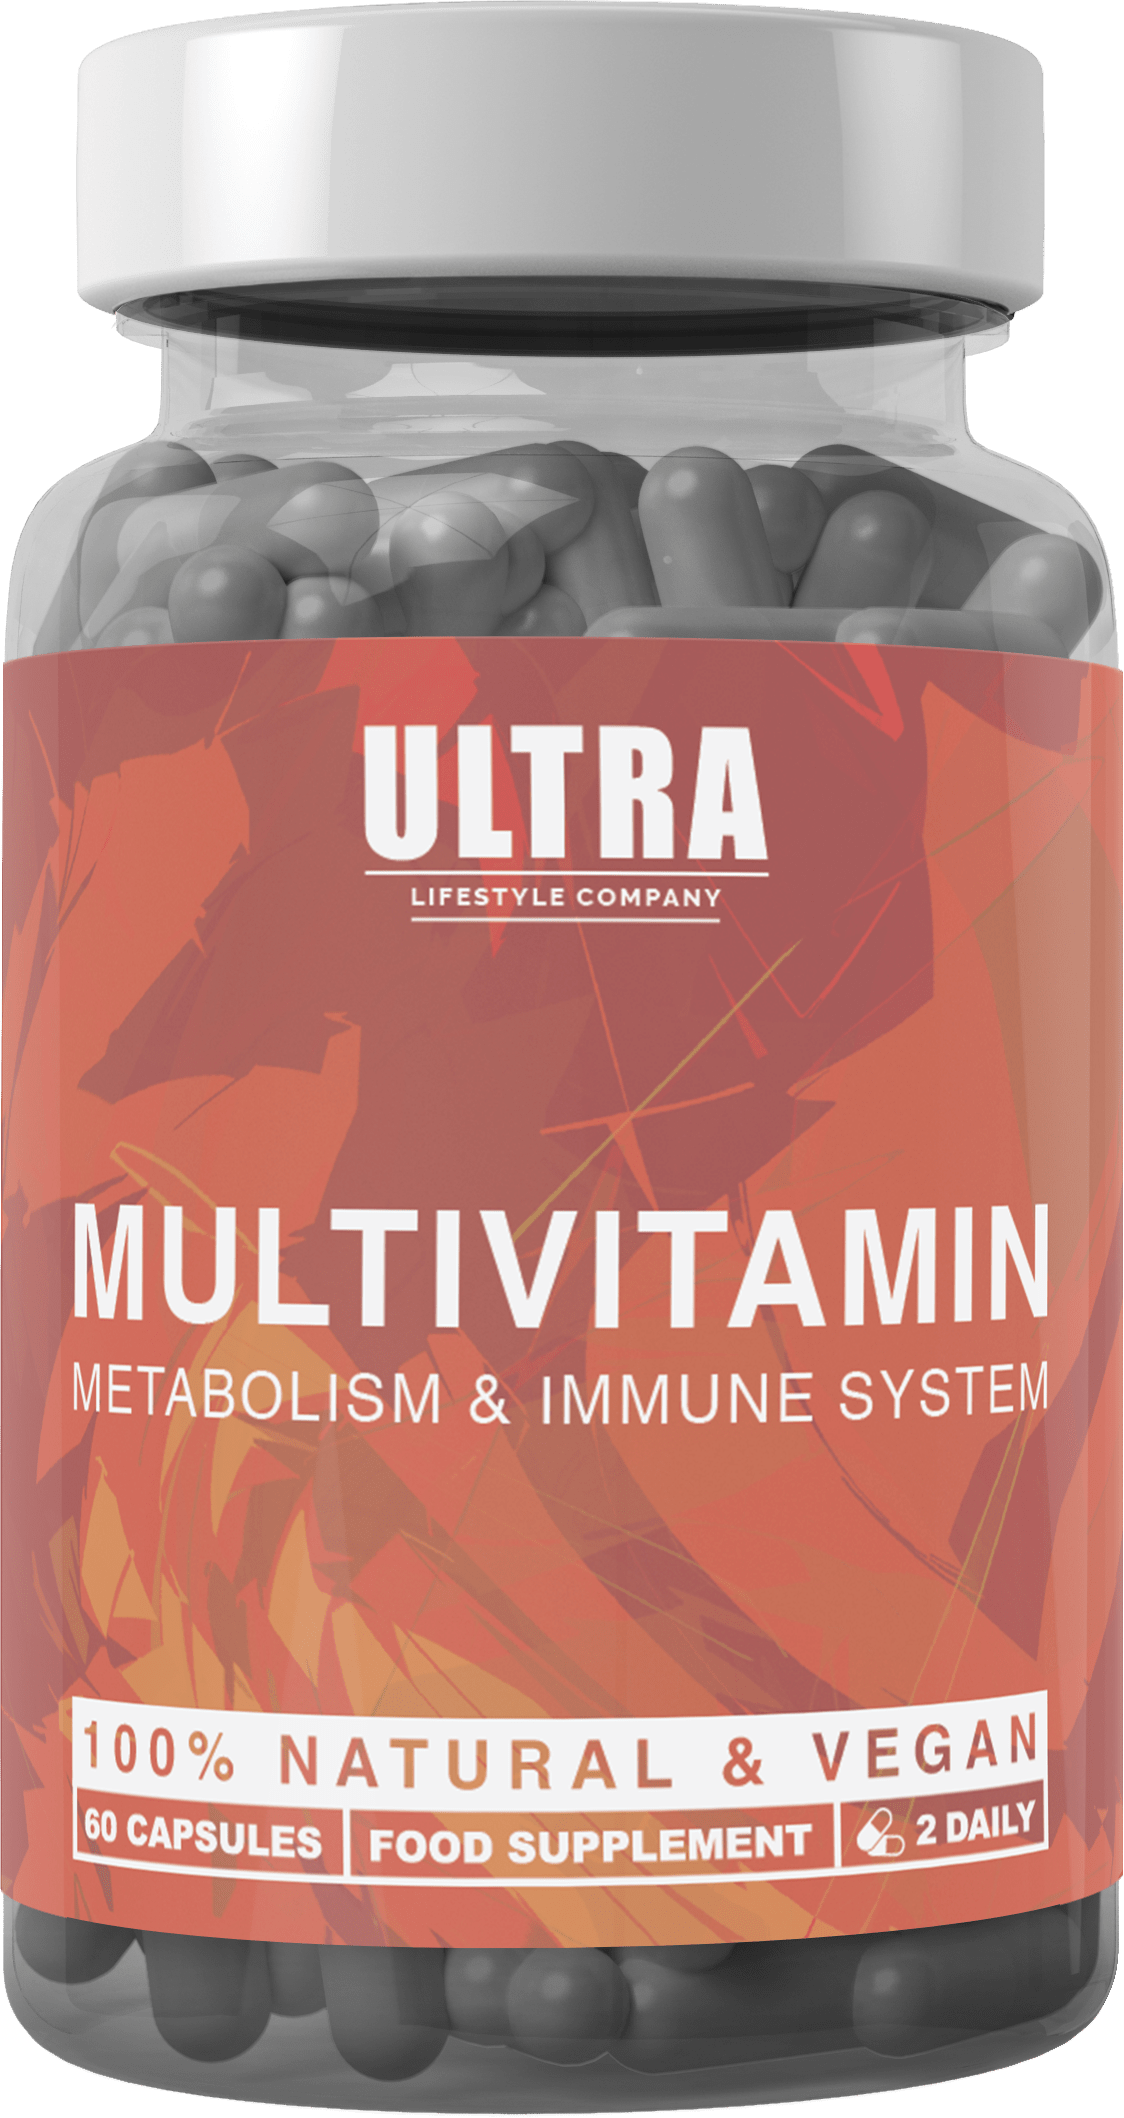 ULTRA
LIFESTYLE COMPANY
MULTIVITAMIN
METABOLISM & IMMUNE SYSTEM
100% NATURAL & VEGAN
60 CAPSULES FOOD SUPPLEMENT 2 DAILY